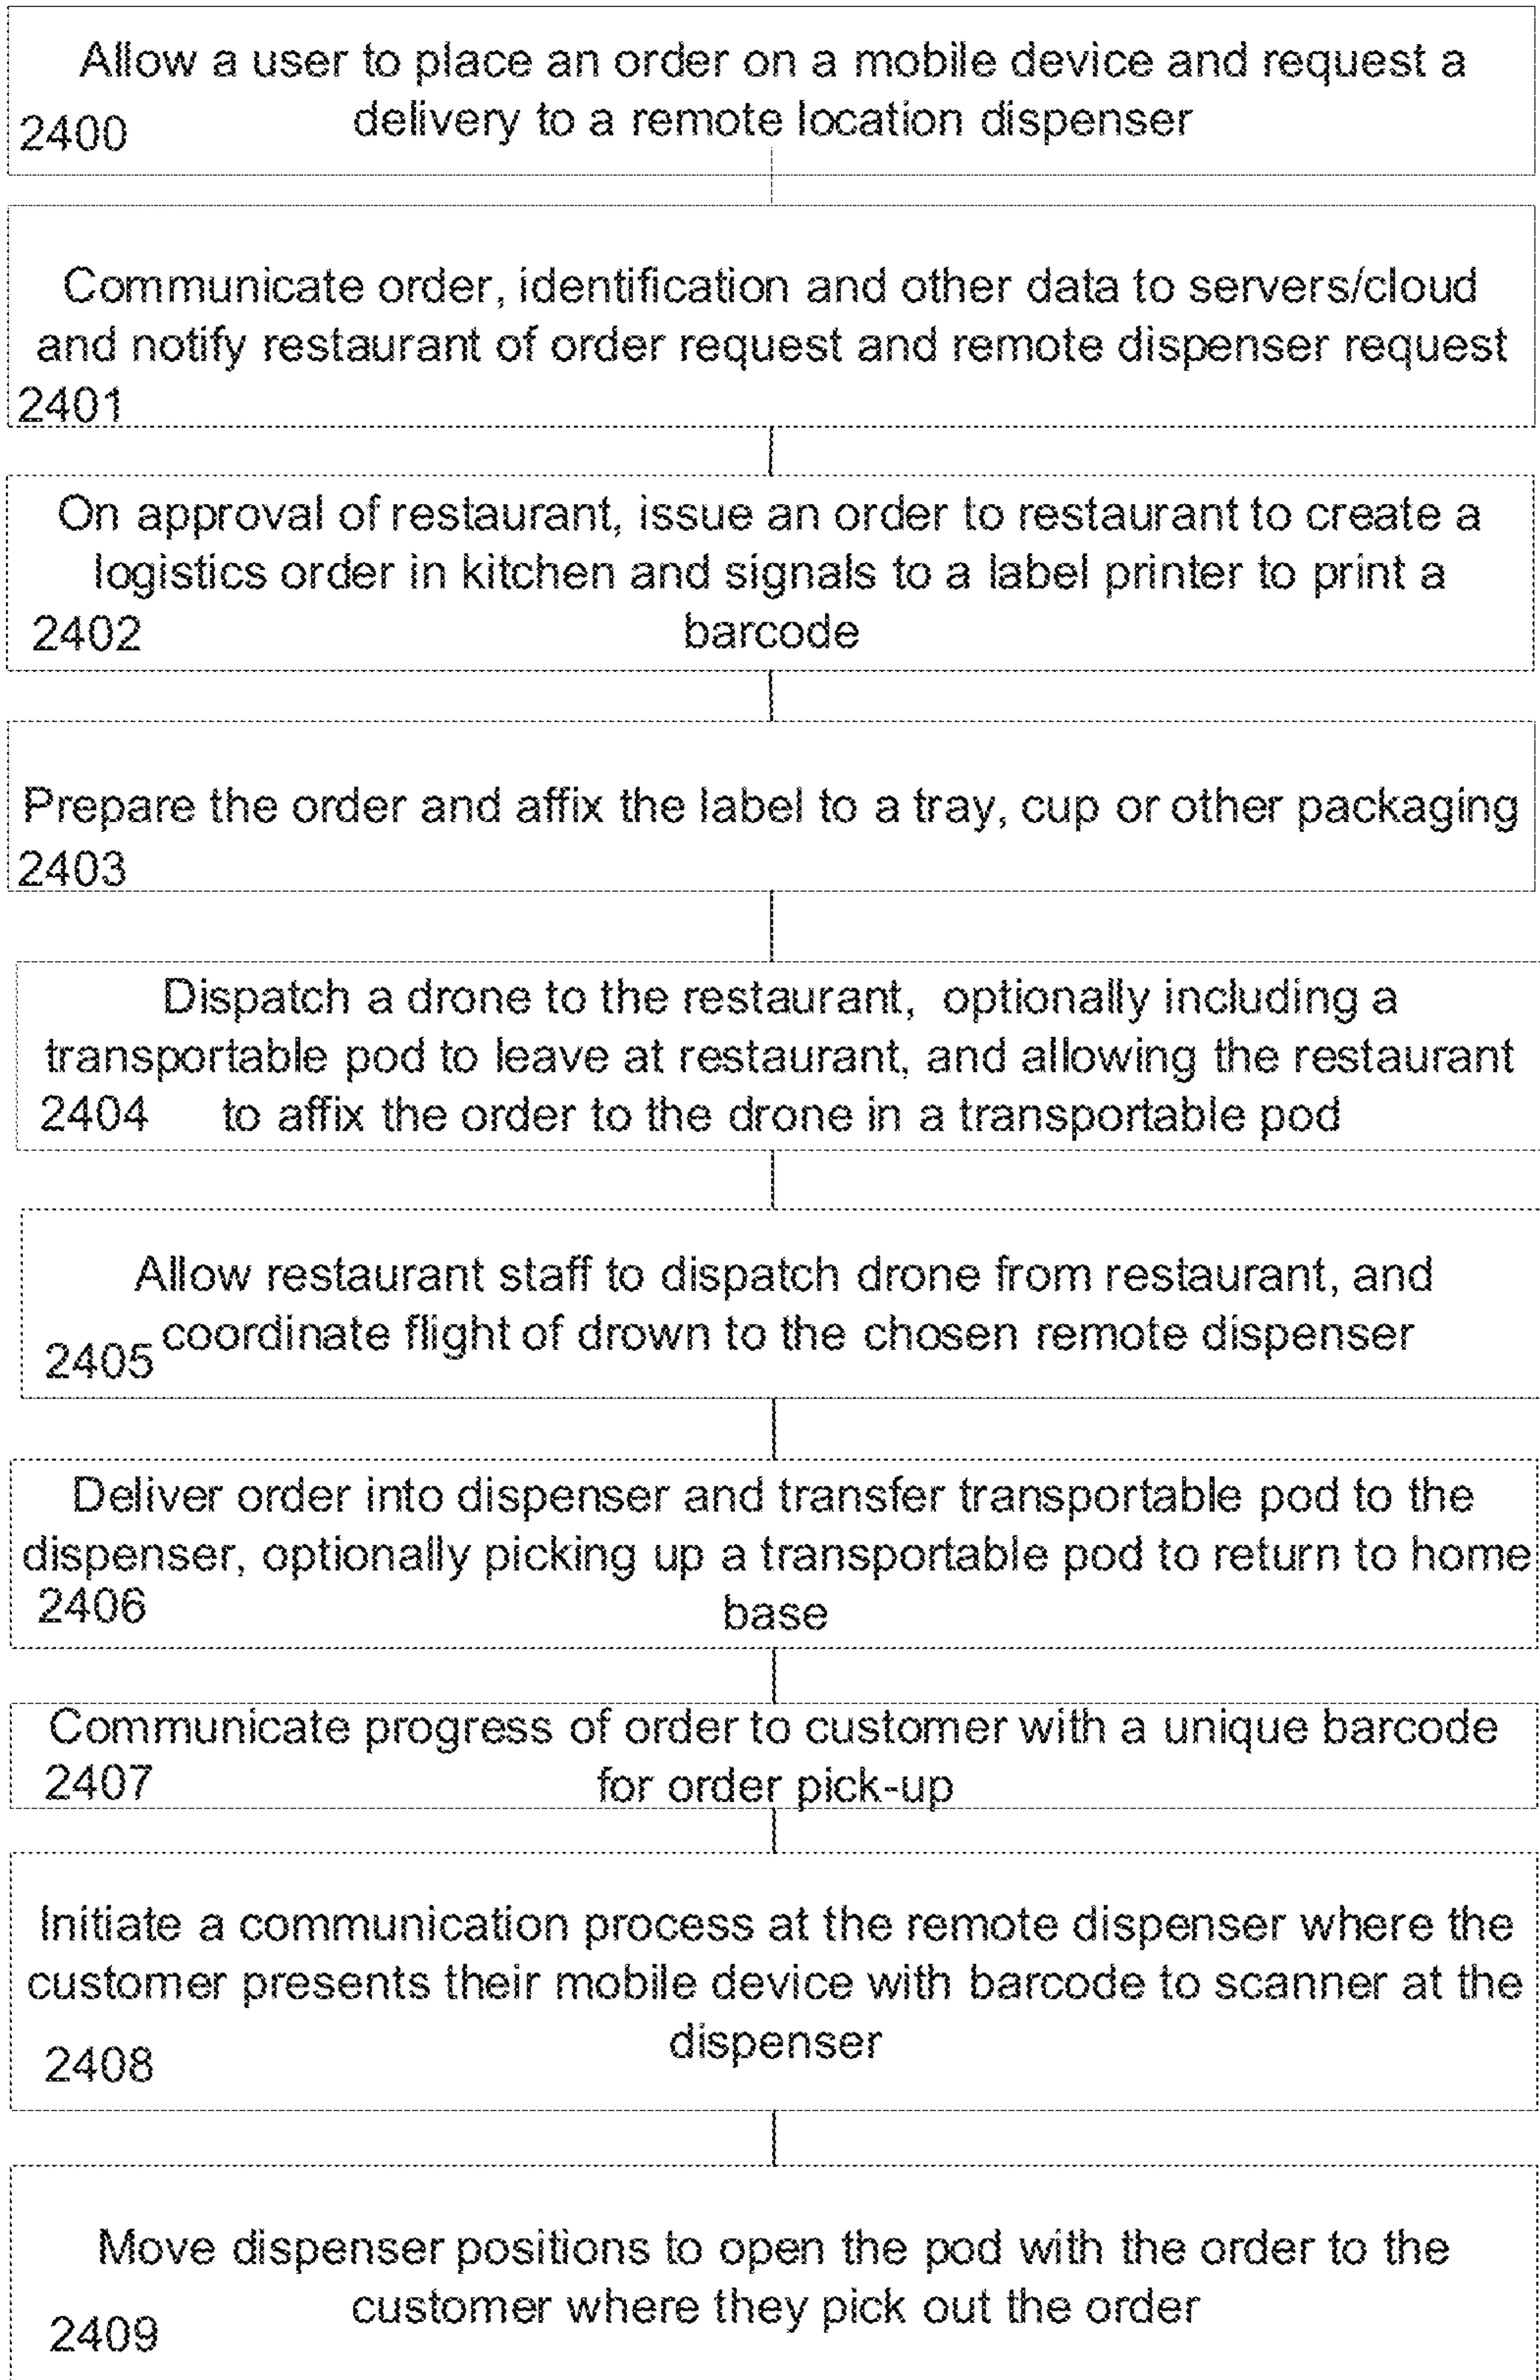 Allow a user to place an order on a mobile device and request a
delivery to a remote location dispenser
2400
Communicate order, identification and other data to servers/cloud
and notify restaurant of order request and remote dispenser request
2401
On approval of restaurant, issue an order to restaurant to create a
logistics order in kitchen and signals to a label printer to print a
barcode
2402
Prepare the order and affix the label to a tray, cup or other packaging
2403
Dispatch a drone to the restaurant, optionally including a
transportable pod to leave at restaurant, and allowing the restaurant
2404 to affix the order to the drone in a transportable pod
Allow restaurant staff to dispatch drone from restaurant, and
coordinate flight of drown to the chosen remote dispenser
2405
Deliver order into dispenser and transfer transportable pod to the
dispenser, optionally picking up a transportable pod to return to home
2406
base
Communicate progress of order to customer with a unique barcode
2407 for order pick-up
Initiate a communication process at the remote dispenser where the
customer presents their mobile device with barcode to scanner at the
dispenser
2408
Move dispenser positions to open the pod with the order to the
customer where they pick out the order
2409